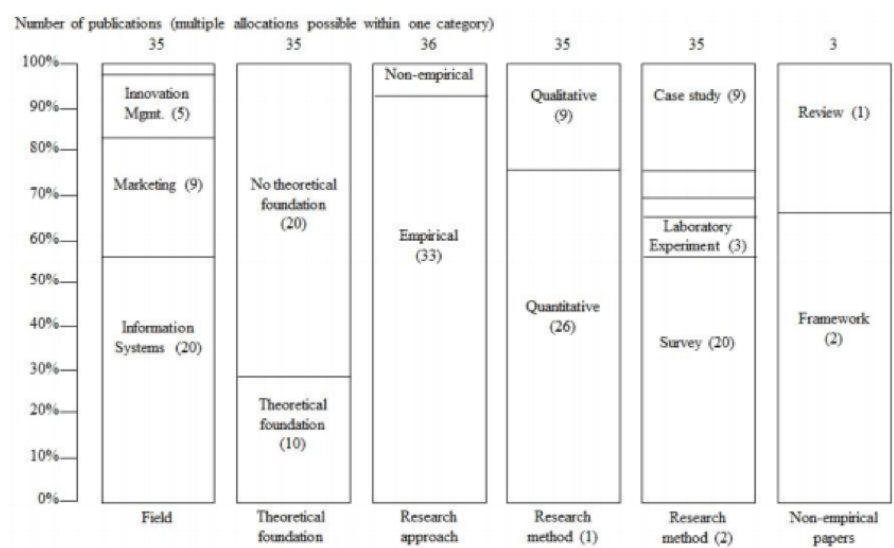 Number of publications (multiple allocations possible within one category)
35 35 36 35 35 3
100%
90%
80%
70%
60%
50%
40%
30%
20%
10%
0%
Innovation
Mgmt. (5)
Marketing (9)
Information
Systems (20)
Field
No theoretical
foundation
(20)
Theoretical
foundation
(10)
Theoretical
foundation
Non-empirical
Empirical
(33)
Research
approach
Qualitative
(9)
Quantitative
(26)
Research
method (1)
Case study (9)
Laboratory
Experiment (3)
Survey (20)
Research
method (2)
Review (1)
Framework
(2)
Non-empirical
papers